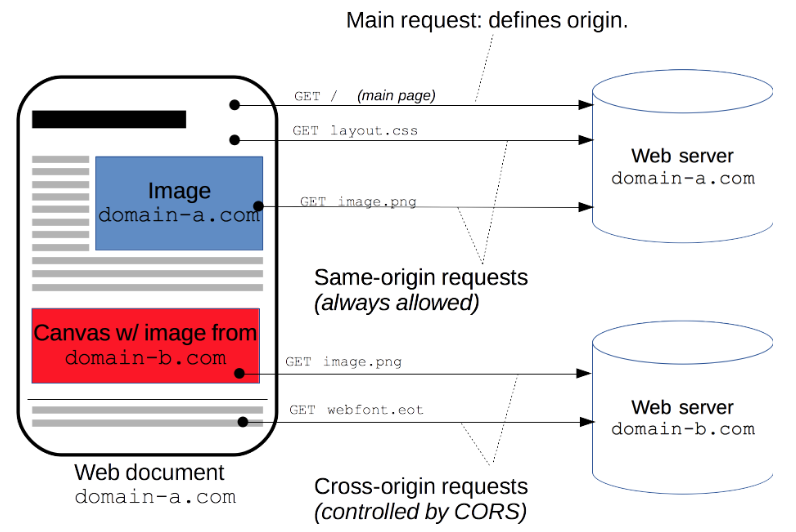 Main request: defines origin.
GET / (main page)
GET layout.css
Image
domain-a.com
GET image.png
Web server
domain-a.com
Same-origin requests
(always allowed)
Canvas w/ image from
domain-b.com
GET image.png
GET webfont.eot
Web server
domain-b.com
Web document
domain-a.com
Cross-origin requests
(controlled by CORS)